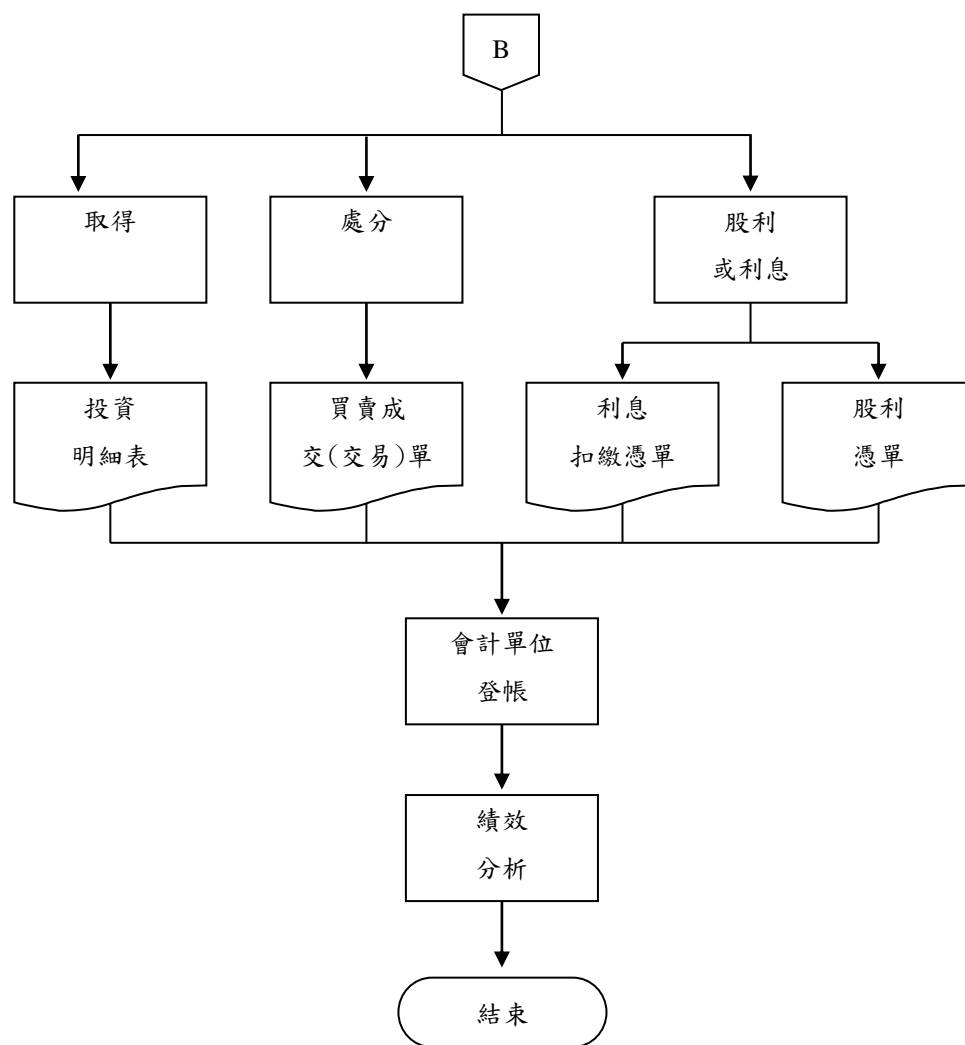 B
取得
處分
股利
或利息
投資
明細表
買賣成
交(交易)單
利息
扣繳憑單
股利
憑單
會計單位
登帳
績效
分析
結束